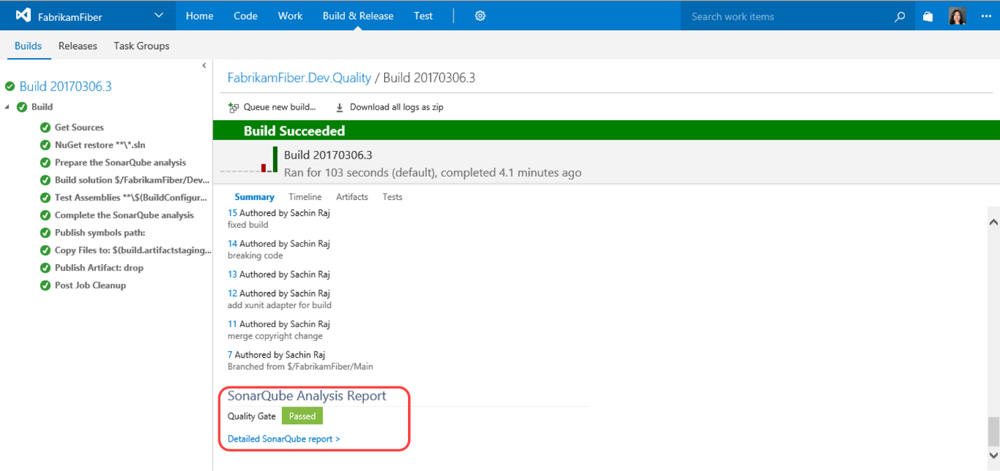 FabrikamFiber
Home Code Work Build & Release Test
Search work items
Builds Releases Task Groups
Build 20170306.3
Build
Get Sources
NuGet restore **\*.sln
Prepare the SonarQube analysis
Build solution $/FabrikamFiber/Dev...
Test Assemblies **\$(BuildConfigur...
Complete the SonarQube analysis
Publish symbols path:
Copy Files to: $(build.artifactstaging...
Publish Artifact: drop
Post Job Cleanup
FabrikamFiber.Dev.Quality / Build 20170306.3
Queue new build... Download all logs as zip
Build Succeeded
Build 20170306.3
Ran for 103 seconds (default), completed 4.1 minutes ago
Summary Timeline Artifacts Tests
15 Authored by Sachin Raj
fixed build
14 Authored by Sachin Raj
breaking code
13 Authored by Sachin Raj
12 Authored by Sachin Raj
add xunit adapter for build
11 Authored by Sachin Raj
merge copyright change
7 Authored by Sachin Raj
Branched from $/FabrikamFiber/Main
SonarQube Analysis Report
Quality Gate Passed
Detailed SonarQube report >